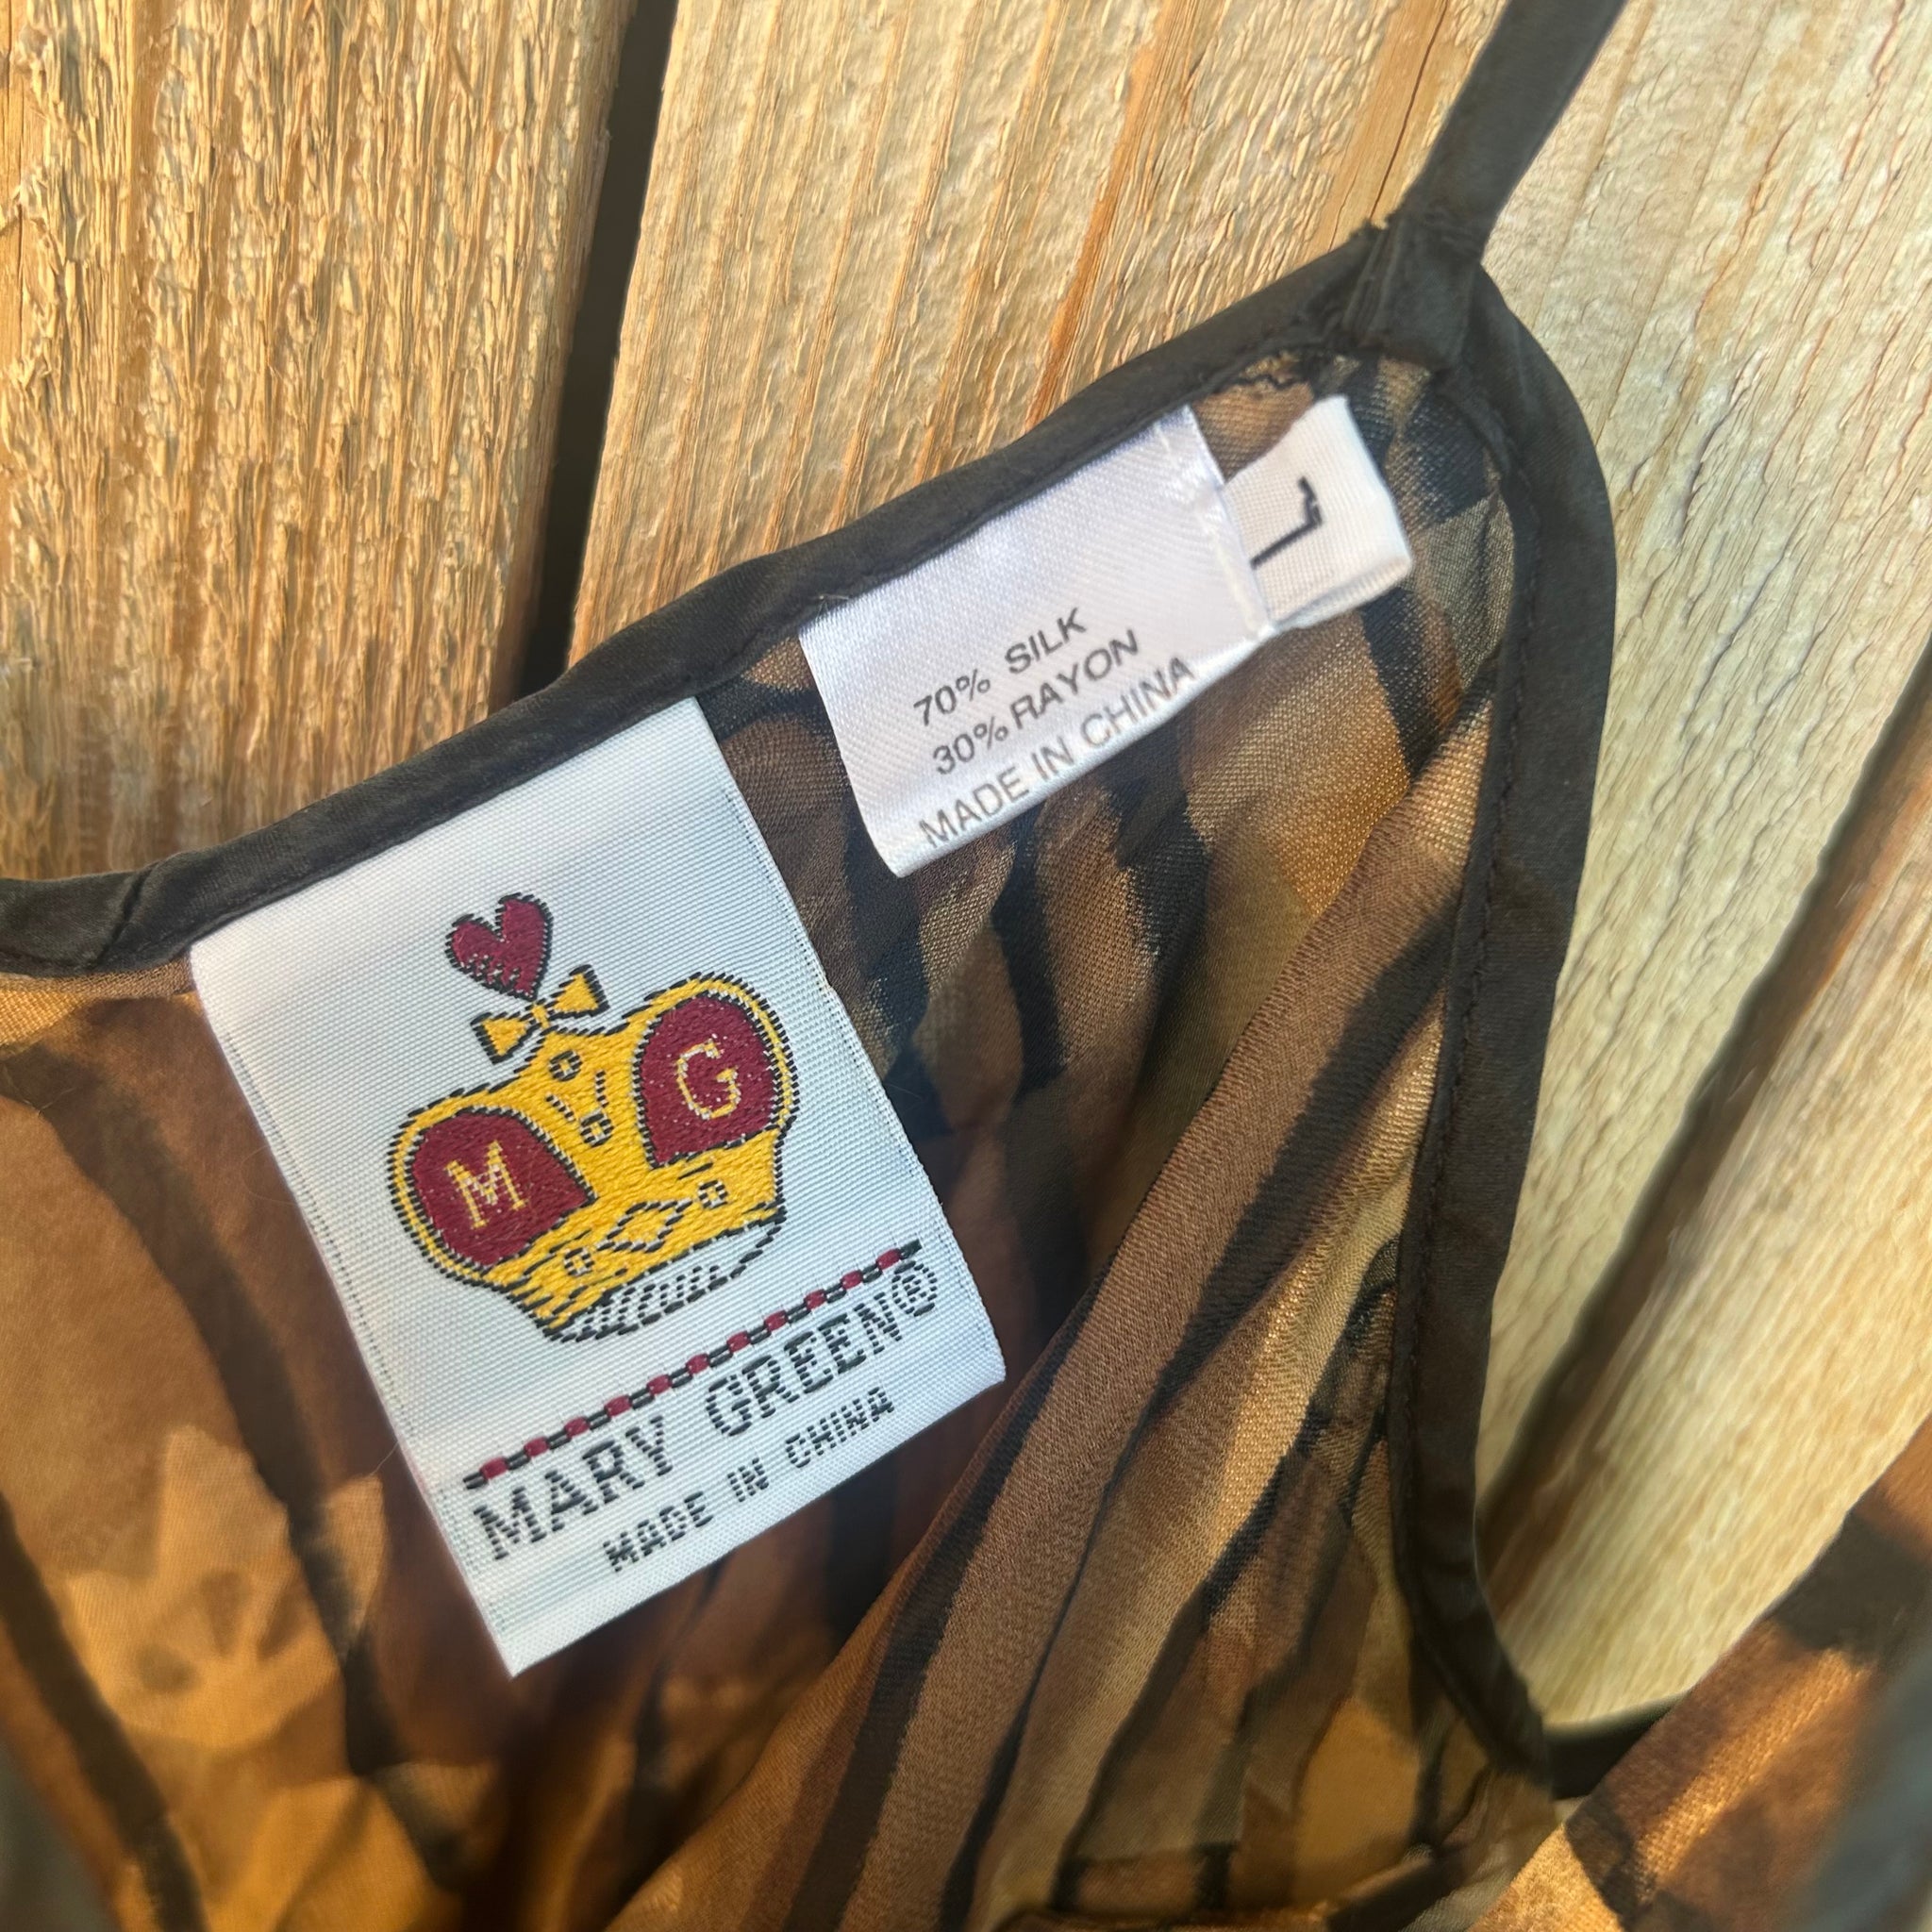 M G
MARY GREEN®
MADE IN CHINA
70% SILK
30% RAYON
MADE IN CHINA
L